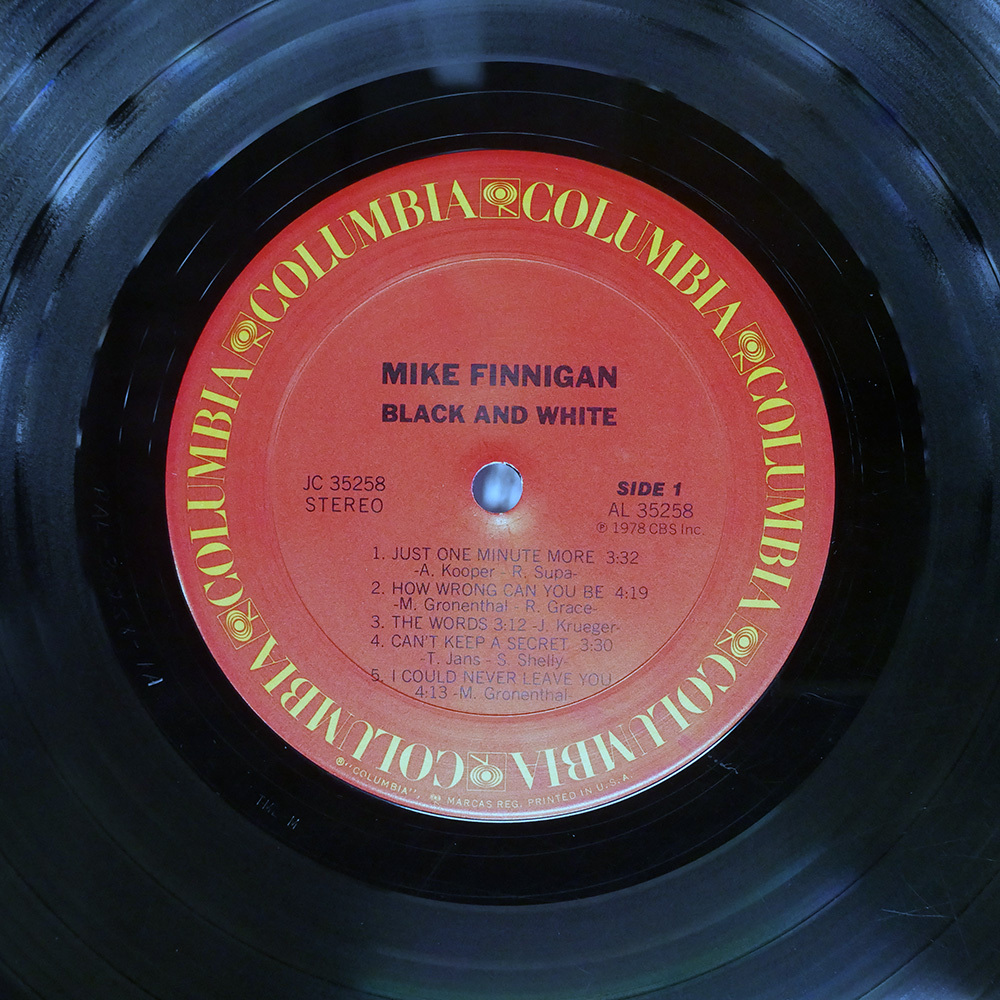 COLUMBIA COLUMBIA COLUMBIA COLUMBIA COLUMBIA COLUMBIA
MIKE FINNIGAN
BLACK AND WHITE
JC 35258
STEREO
SIDE 1
AL 35258
℗ 1978 CBS Inc.
1. JUST ONE MINUTE MORE 3:32
-A. Kooper - R. Supa-
2. HOW WRONG CAN YOU BE 4:19
-M. Gronenthal - R. Grace-
3. THE WORDS 3:12 -J. Krueger-
4. CAN'T KEEP A SECRET 3:30
-T. Jans - S. Shelly-
5. I COULD NEVER LEAVE YOU
4:13 -M. Gronenthal-
®"COLUMBIA", MARCAS REG. PRINTED IN U.S.A.